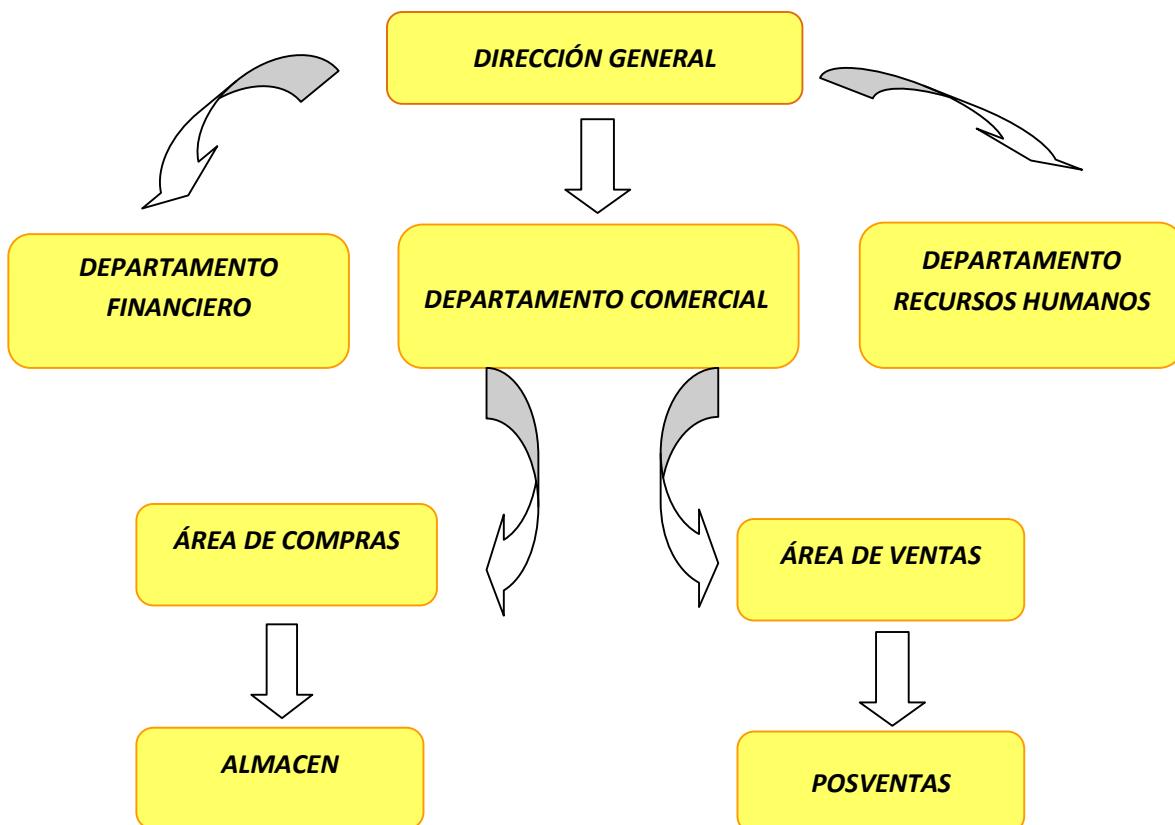 DIRECCIÓN GENERAL
DEPARTAMENTO
FINANCIERO
DEPARTAMENTO COMERCIAL
DEPARTAMENTO
RECURSOS HUMANOS
ÁREA DE COMPRAS
ÁREA DE VENTAS
ALMACEN
POSVENTAS